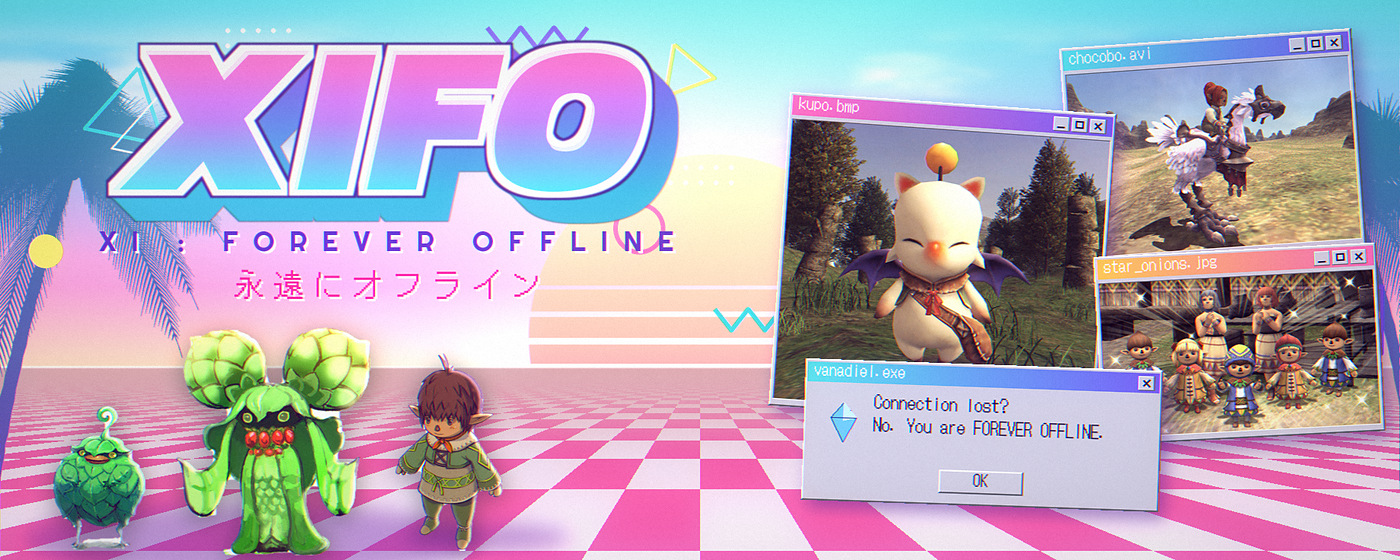 XIFO
XI : FOREVER OFFLINE
永遠にオフライン
kupo.bmp
chocobo.avi
star_onions.jpg
vanadiel.exe
Connection lost?
No. You are FOREVER OFFLINE.
OK